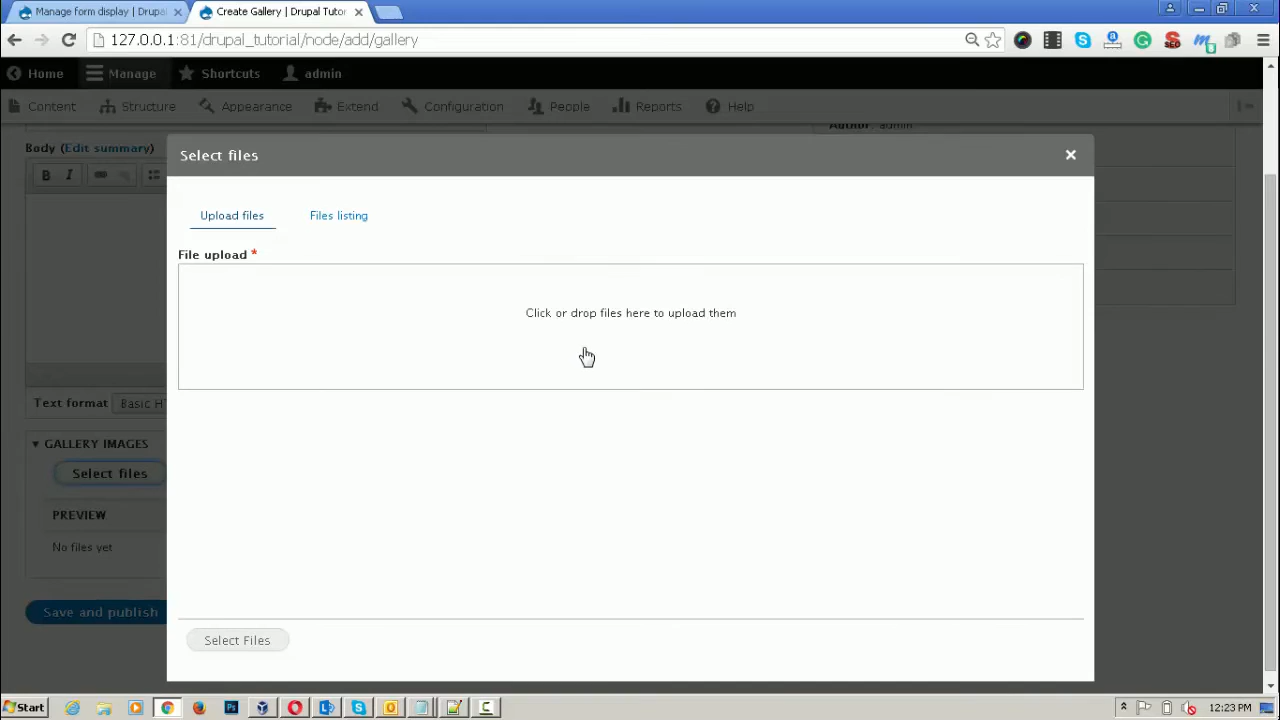 Manage form display | Drupal
Create Gallery | Drupal Tutor
127.0.0.1:81/drupal_tutorial/node/add/gallery
Home
Manage
Shortcuts
admin
Content
Structure
Appearance
Extend
Configuration
People
Reports
Help
Author: admin
Body (Edit summary)
B I
Select files
Upload files
Files listing
File upload *
Click or drop files here to upload them
Text format
Basic H
GALLERY IMAGES
Select files
PREVIEW
No files yet
Save and publish
Select Files
Start
12:23 PM